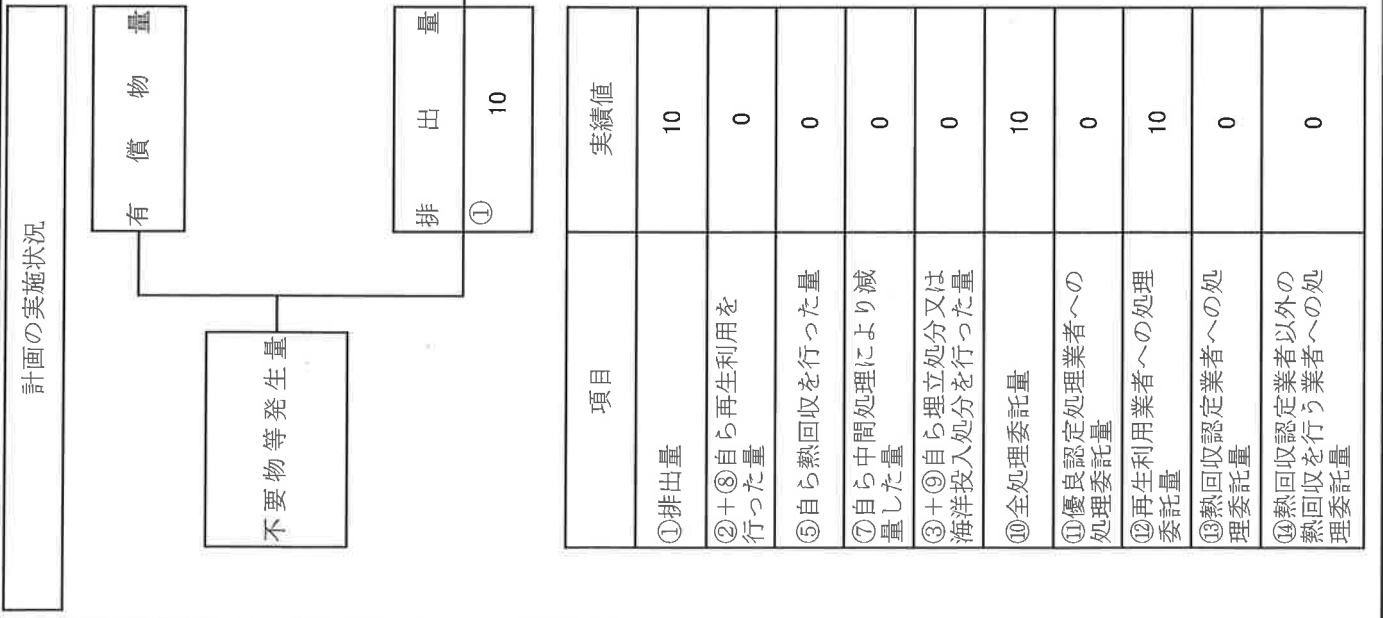 計画の実施状況
有償物量
不要物等発生量
排出量
①
10
項目 実績値
①排出量 10
②+⑧自ら再生利用を
行った量 0
⑤自ら熱回収を行った量 0
⑦自ら中間処理により減
量した量 0
③+⑨自ら埋立処分又は
海洋投入処分を行った量 0
⑩全処理委託量 10
⑪優良認定処理業者への
処理委託量 0
⑫再生利用業者への処理
委託量 10
⑬熱回収認定業者への処
理委託量 0
⑭熱回収認定業者以外の
熱回収を行う業者への処
理委託量 0